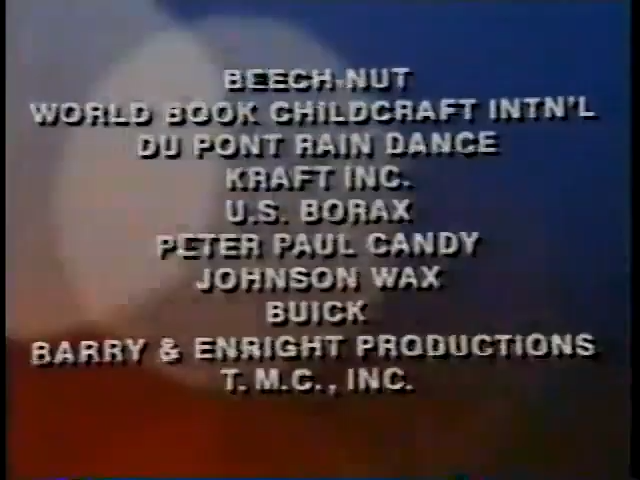 BEECH-NUT
WORLD BOOK CHILDCRAFT INTN'L
DU PONT RAIN DANCE
KRAFT INC.
U.S. BORAX
PETER PAUL CANDY
JOHNSON WAX
BUICK
BARRY & ENRIGHT PRODUCTIONS
T.M.C., INC.